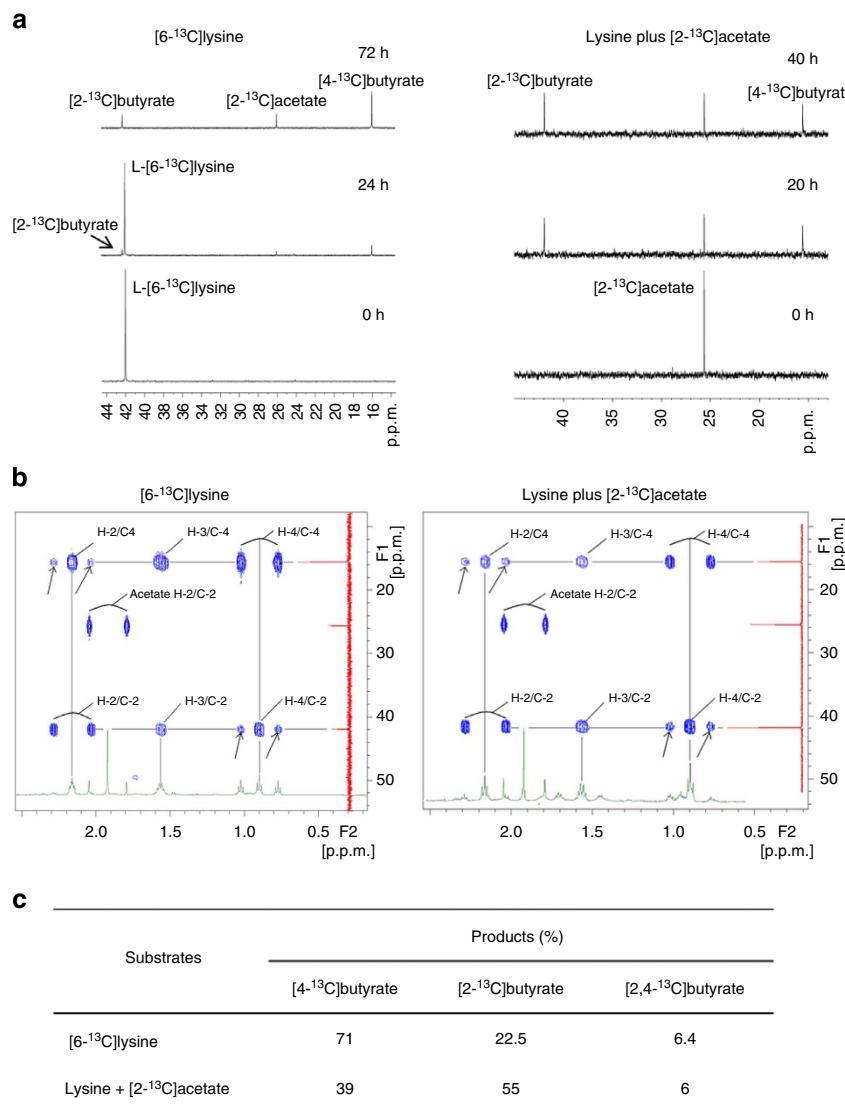 a
[6-¹³C]lysine
72 h
[4-¹³C]butyrate
[2-¹³C]butyrate
[2-¹³C]acetate
L-[6-¹³C]lysine
24 h
[2-¹³C]butyrate
L-[6-¹³C]lysine
0 h
44 42 40 38 36 34 32 30 28 26 24 22 20 18 16 p.p.m.
Lysine plus [2-¹³C]acetate
40 h
[2-¹³C]butyrate
[4-¹³C]butyrat
20 h
[2-¹³C]acetate
0 h
40 35 30 25 20 p.p.m.
b
[6-¹³C]lysine
H-2/C4
H-3/C-4
H-4/C-4
Acetate H-2/C-2
H-2/C-2
H-3/C-2
H-4/C-2
F1
[p.p.m.]
20
30
40
50
2.0 1.5 1.0 0.5 F2
[p.p.m.]
Lysine plus [2-¹³C]acetate
H-2/C4
H-3/C-4
H-4/C-4
Acetate H-2/C-2
H-2/C-2
H-3/C-2
H-4/C-2
F1
[p.p.m.]
20
30
40
50
2.0 1.5 1.0 0.5 F2
[p.p.m.]
c
Substrates
Products (%)
[4-¹³C]butyrate [2-¹³C]butyrate [2,4-¹³C]butyrate
[6-¹³C]lysine 71 22.5 6.4
Lysine + [2-¹³C]acetate 39 55 6